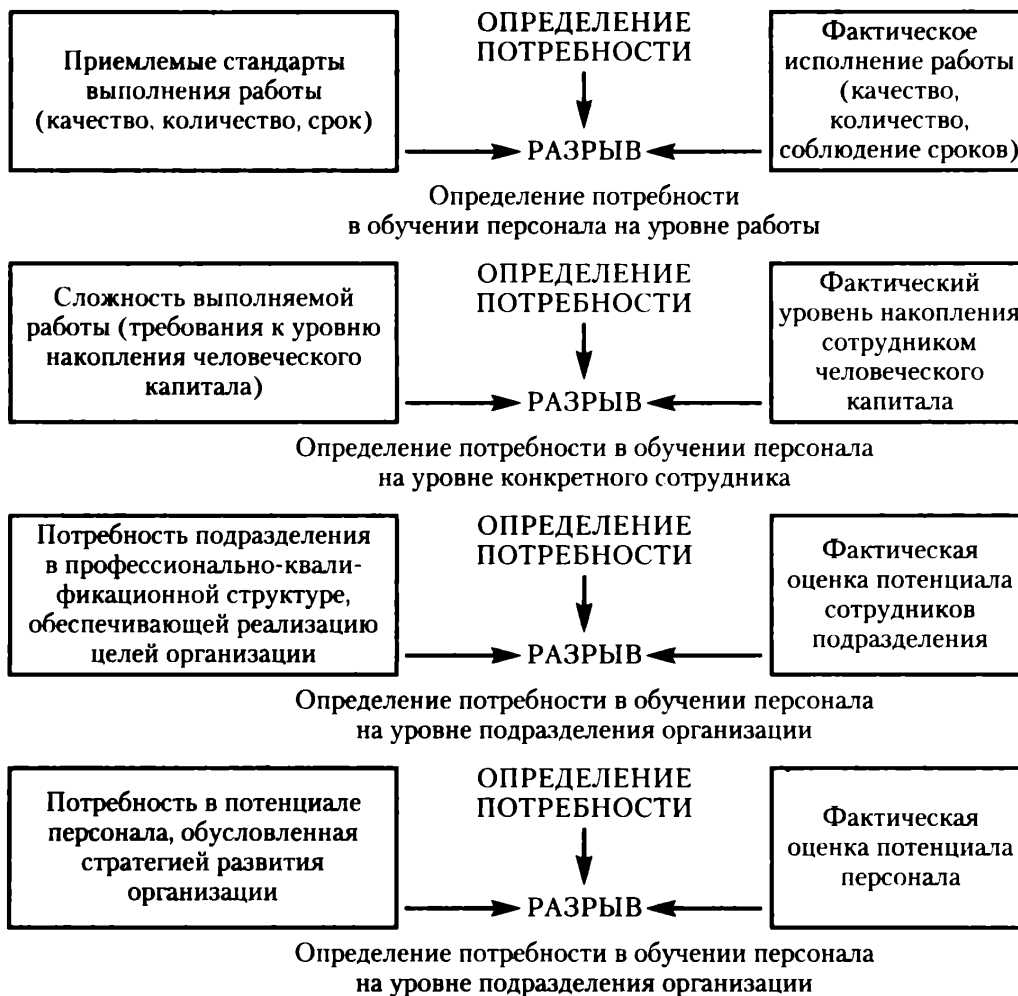 Приемлемые стандарты
выполнения работы
(качество, количество, срок)
ОПРЕДЕЛЕНИЕ
ПОТРЕБНОСТИ
РАЗРЫВ
Фактическое
исполнение работы
(качество,
количество,
соблюдение сроков)
Определение потребности
в обучении персонала на уровне работы
Сложность выполняемой
работы (требования к уровню
накопления человеческого
капитала)
ОПРЕДЕЛЕНИЕ
ПОТРЕБНОСТИ
РАЗРЫВ
Фактический
уровень накопления
сотрудником
человеческого
капитала
Определение потребности в обучении персонала
на уровне конкретного сотрудника
Потребность подразделения
в профессионально-квали-
фикационной структуре,
обеспечивающей реализацию
целей организации
ОПРЕДЕЛЕНИЕ
ПОТРЕБНОСТИ
РАЗРЫВ
Фактическая
оценка потенциала
сотрудников
подразделения
Определение потребности в обучении персонала
на уровне подразделения организации
Потребность в потенциале
персонала, обусловленная
стратегией развития
организации
ОПРЕДЕЛЕНИЕ
ПОТРЕБНОСТИ
РАЗРЫВ
Фактическая
оценка потенциала
персонала
Определение потребности в обучении персонала
на уровне подразделения организации